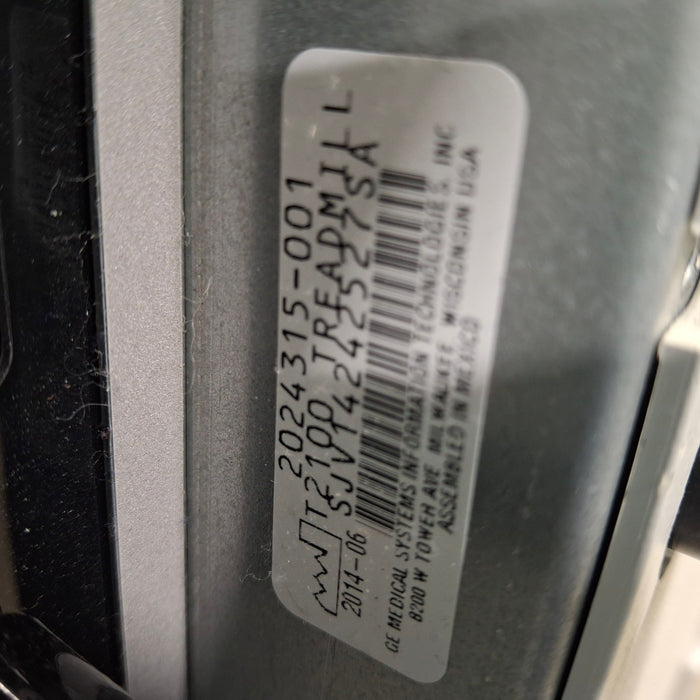 2024315-001
T2100 TREADMILL
SJV14242527SA
2014-06
GE MEDICAL SYSTEMS INFORMATION TECHNOLOGIES, INC
8200 W TOWER AVE. MILWAUKEE, WISCONSIN USA
ASSEMBLED IN MEXICO